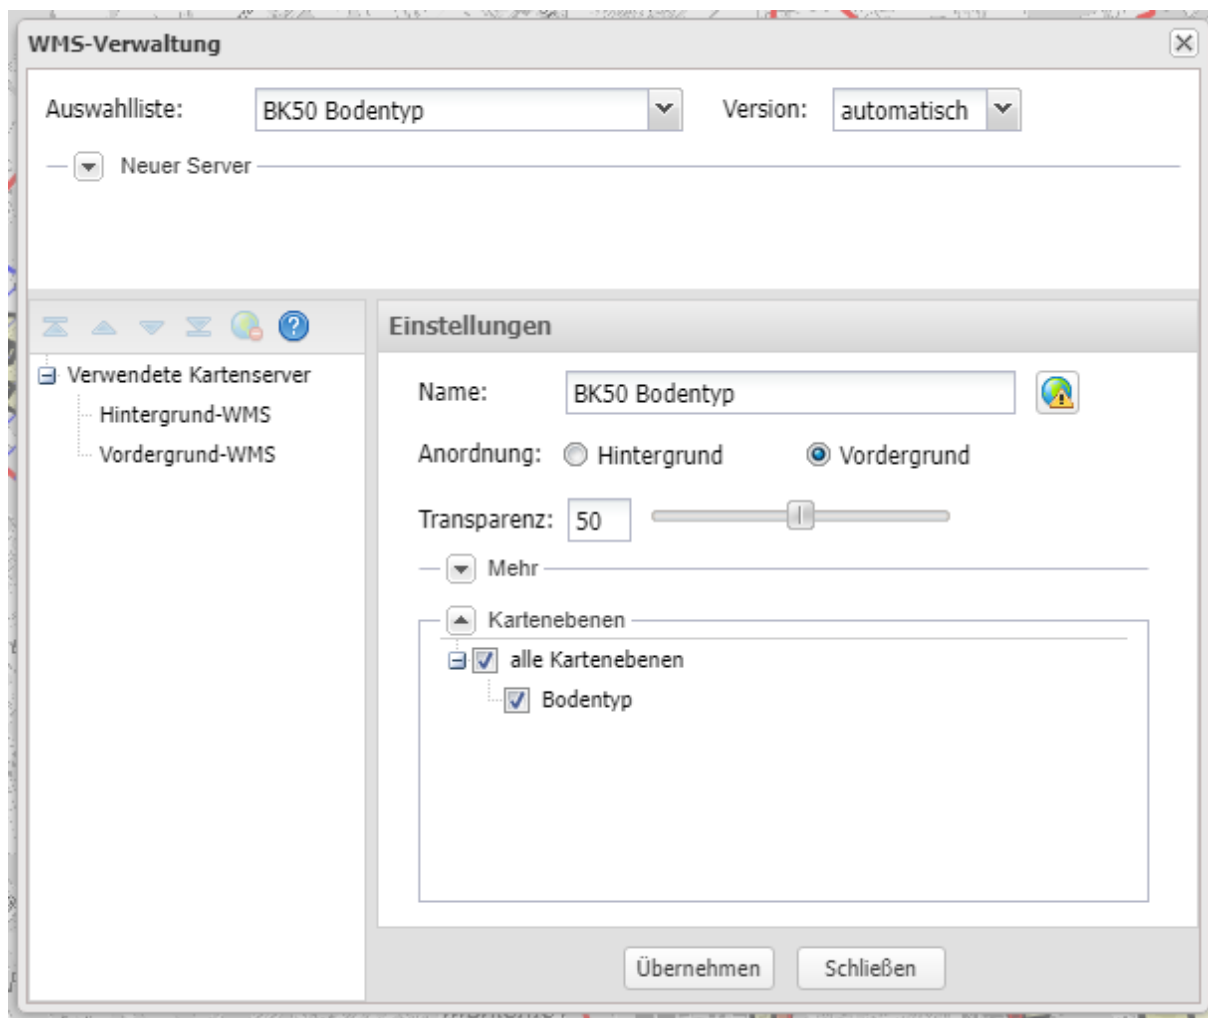 WMS-Verwaltung
Auswahlliste: BK50 Bodentyp Version: automatisch
Neuer Server
Einstellungen
Verwendete Kartenserver
Hintergrund-WMS
Vordergrund-WMS
Name: BK50 Bodentyp
Anordnung: Hintergrund Vordergrund
Transparenz: 50
Mehr
Kartenebenen
alle Kartenebenen
Bodentyp
Übernehmen Schließen